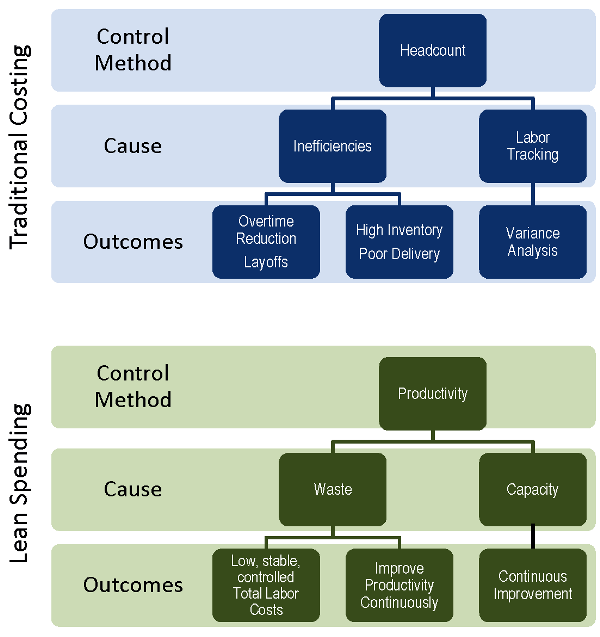 Traditional Costing
Control
Method
Headcount
Cause
Inefficiencies
Labor
Tracking
Outcomes
Overtime
Reduction
Layoffs
High Inventory
Poor Delivery
Variance
Analysis
Lean Spending
Control
Method
Productivity
Cause
Waste
Capacity
Outcomes
Low, stable,
controlled
Total Labor
Costs
Improve
Productivity
Continuously
Continuous
Improvement